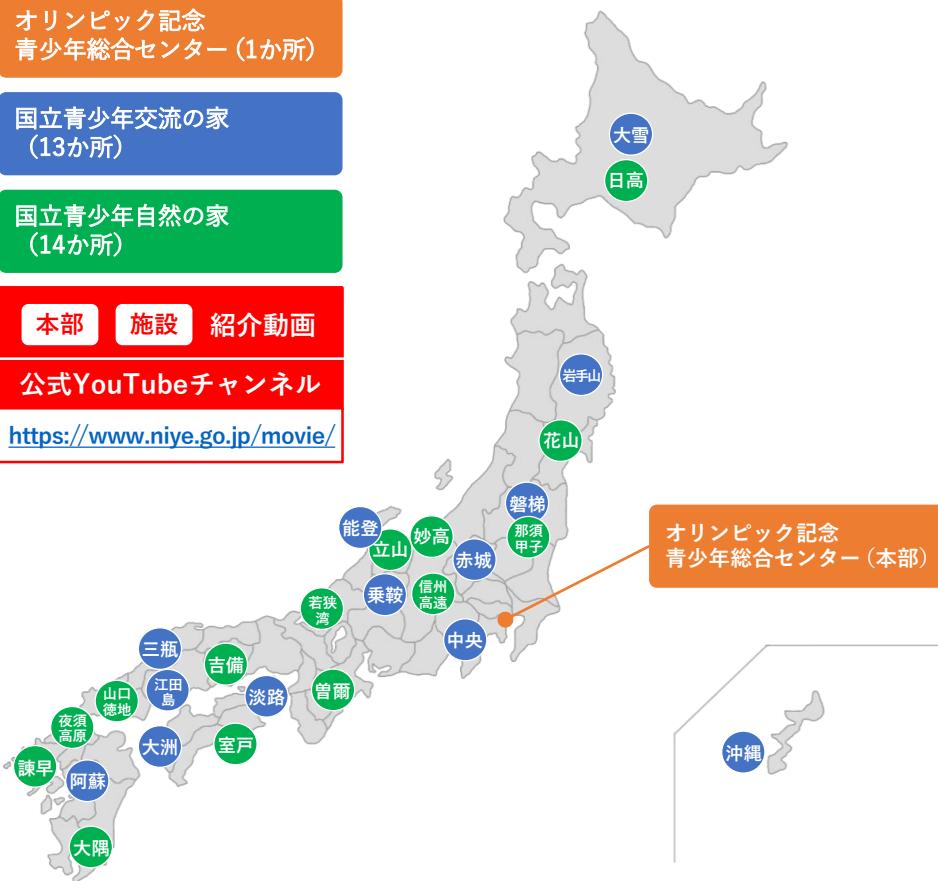 オリンピック記念
青少年総合センター（1か所）
国立青少年交流の家
（13か所）
国立青少年自然の家
（14か所）
本部 施設 紹介動画
公式YouTubeチャンネル
https://www.niye.go.jp/movie/
大雪
日高
岩手山
花山
磐梯
那須
甲子
能登
立山
妙高
赤城
乗鞍
信州
高遠
オリンピック記念
青少年総合センター（本部）
若狭
湾
中央
三瓶
吉備
江田
島
淡路
曽爾
山口
徳地
夜須
高原
大洲
室戸
諫早
阿蘇
大隅
沖縄